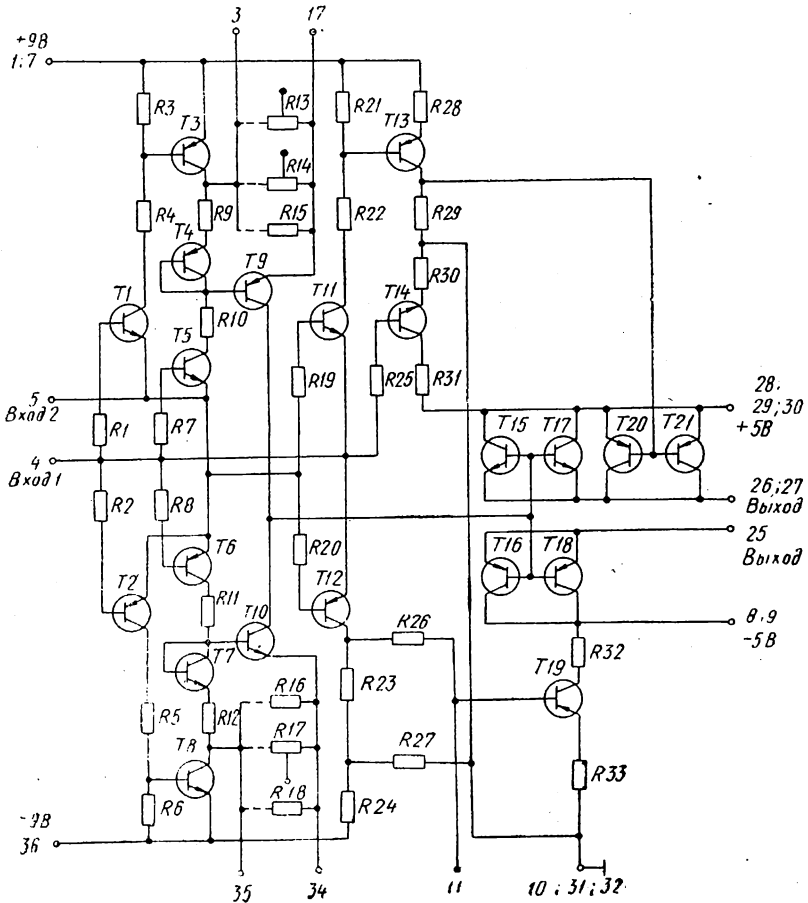 3
17
+9В
1;7
R3
T3
R13
R21
R28
T13
R14
R4
R9
R15
R22
R29
T4
T9
R30
T1
T11
T14
R10
T5
R19
R25
R31
28.
29;30
+5В
5
Вход 2
R1
R7
T15
T17
T20
T21
4
Вход 1
26;27
Выход
R2
R8
R20
25
Выход
T6
T16
T18
T2
T12
R11
T10
8,9
-5В
R26
R32
T7
T19
R16
R23
R5
R12
R17
R27
T8
R33
R6
R18
R24
-9В
36
35
34
11
10;31;32